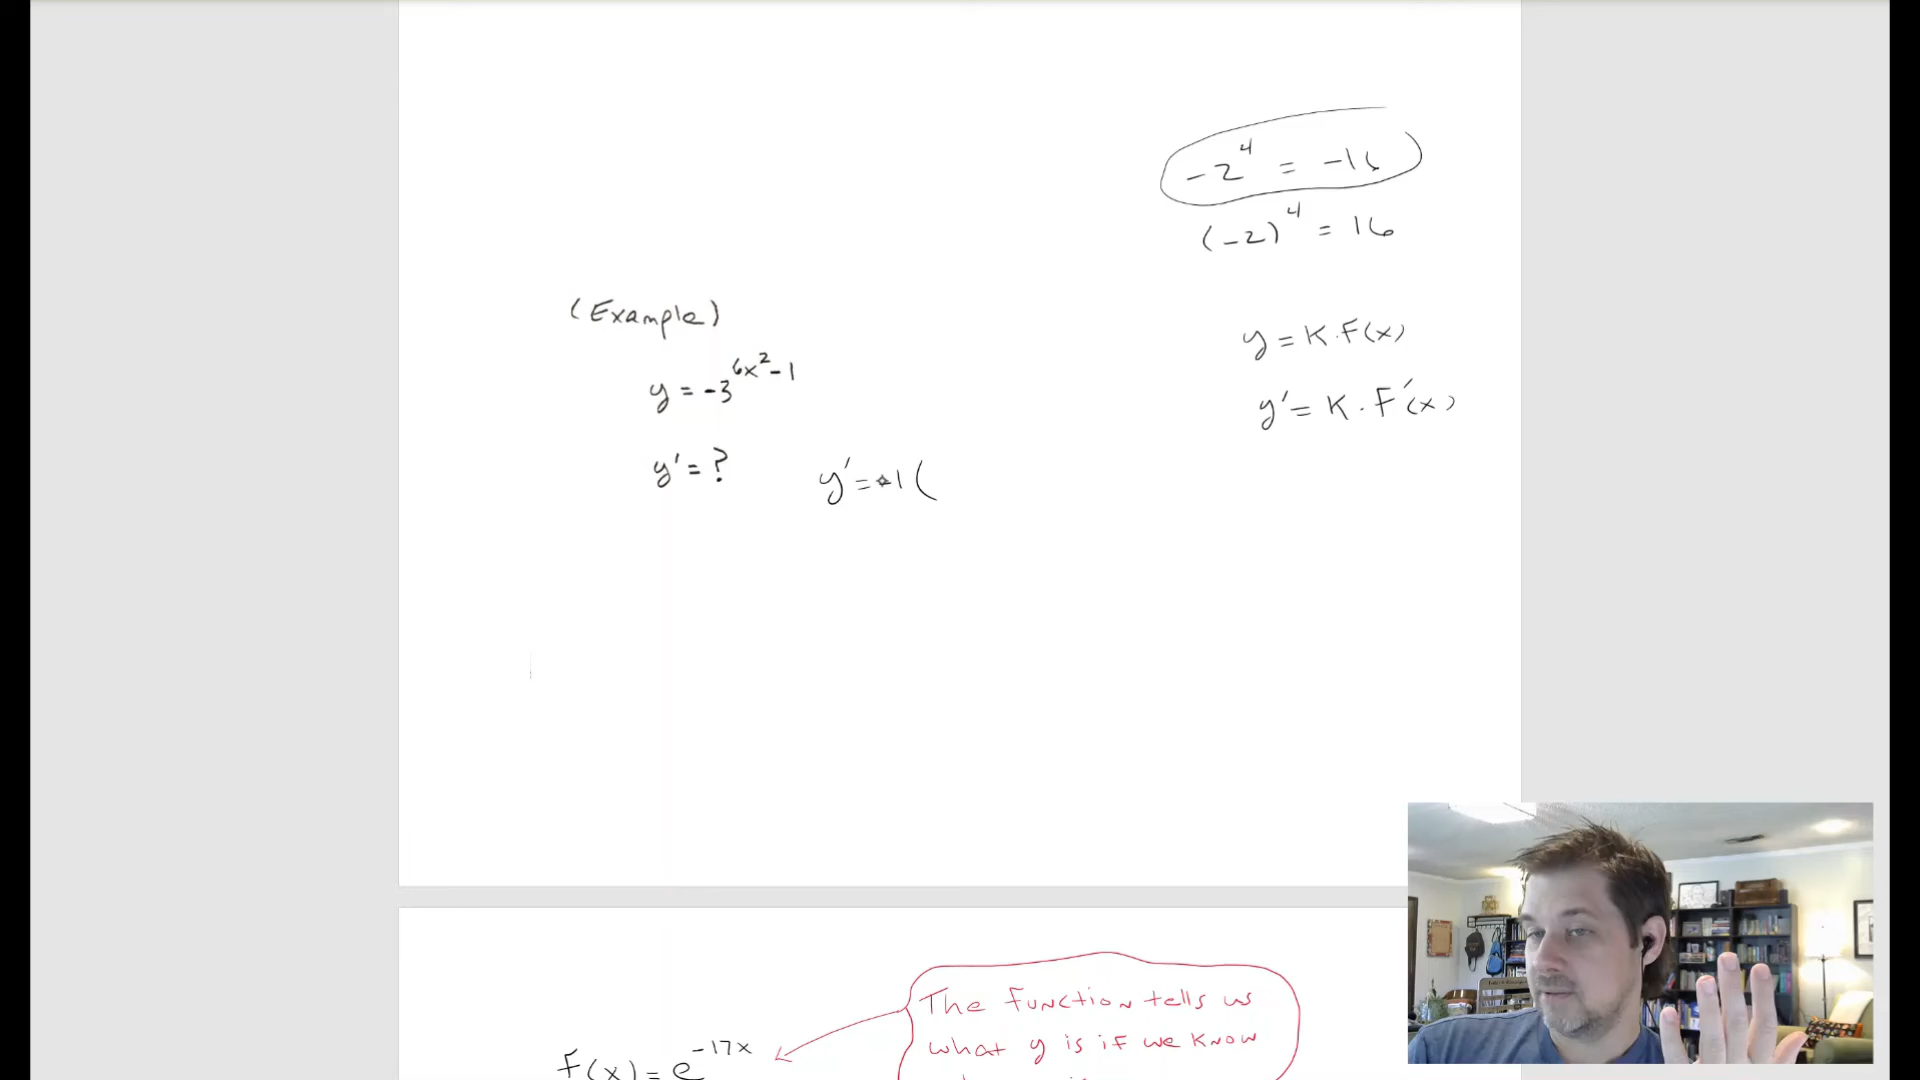 -2⁴ = -16
(-2)⁴ = 16
(Example)
y = K·F(x)
y = -3^(6x² - 1)
y' = K·F'(x)
y' = ?
y' = -1(
The function tells us
what y is if we know
F(x) = e^(-17x)